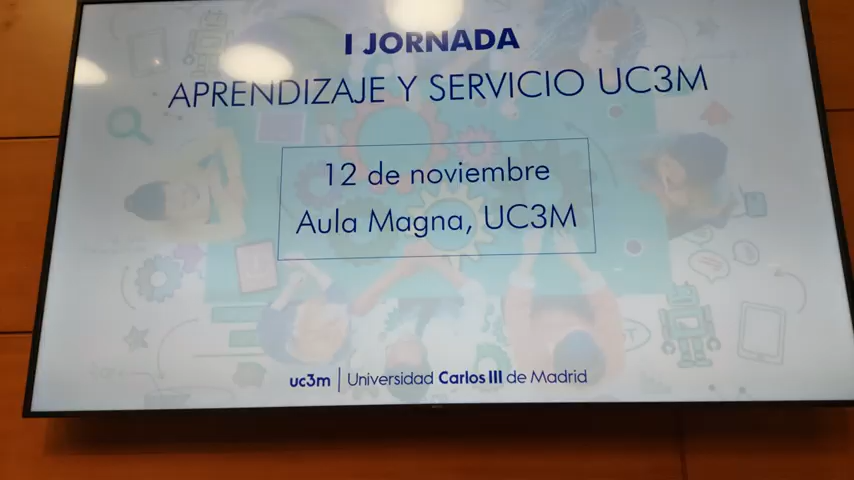 I JORNADA
APRENDIZAJE Y SERVICIO UC3M
12 de noviembre
Aula Magna, UC3M
uc3m | Universidad Carlos III de Madrid